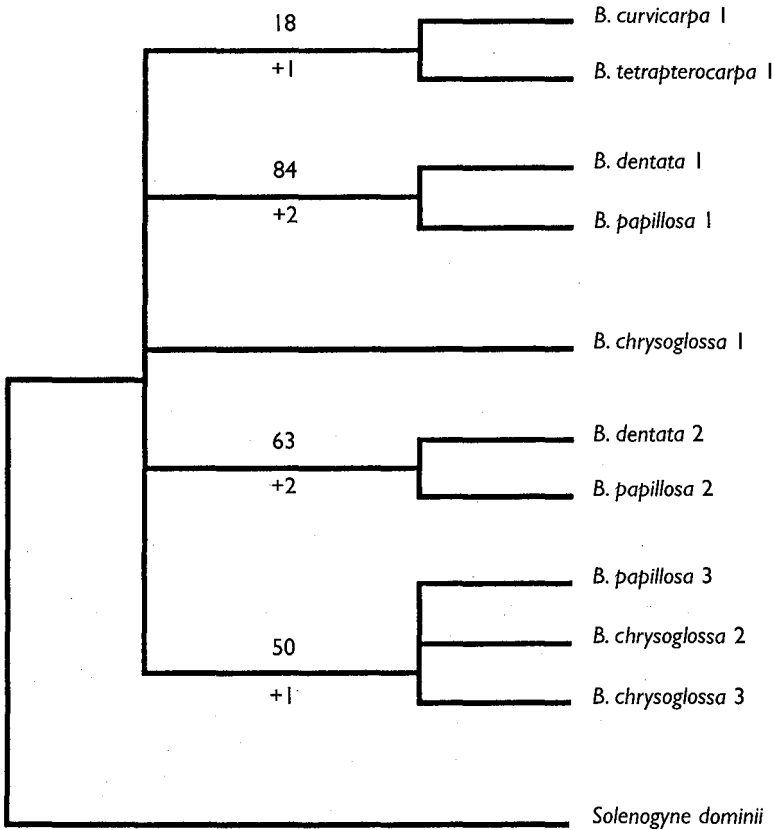 18
B. curvicarpa 1
+1
B. tetrapterocarpa 1
84
B. dentata 1
+2
B. papillosa 1
B. chrysoglossa 1
63
B. dentata 2
+2
B. papillosa 2
B. papillosa 3
50
B. chrysoglossa 2
+1
B. chrysoglossa 3
Solenogyne dominii